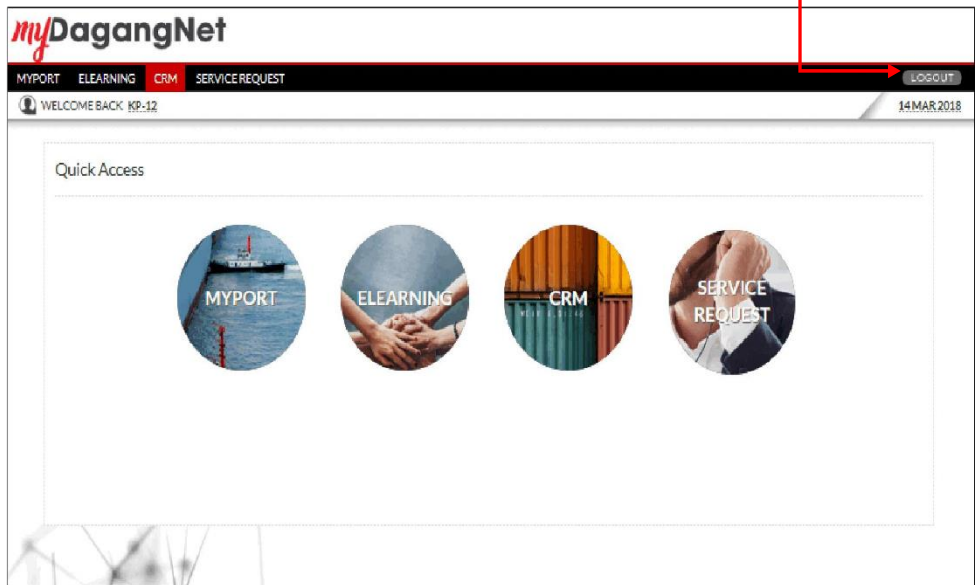 myDagangNet
MYPORT ELEARNING CRM SERVICE REQUEST LOGOUT
WELCOME BACK KP-12 14 MAR 2018
Quick Access
MYPORT ELEARNING CRM SERVICE REQUEST